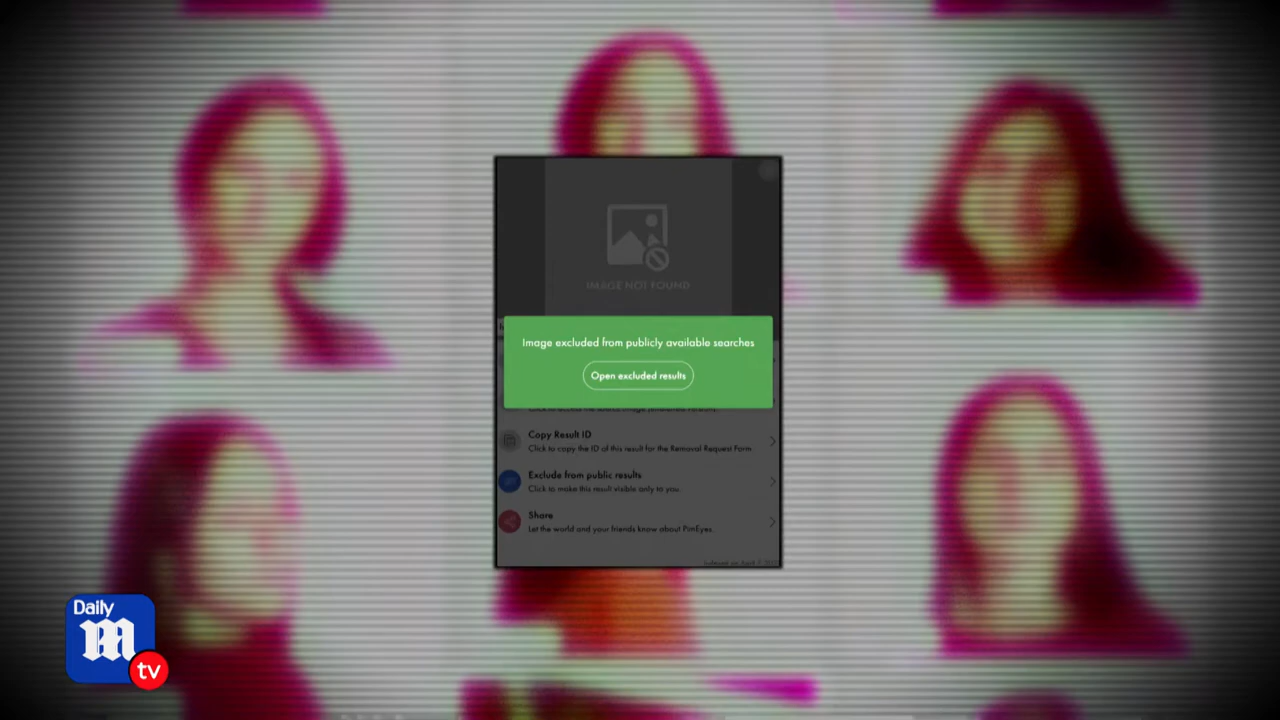 IMAGE NOT FOUND
Image excluded from publicly available searches
Open excluded results
Copy Result ID
Click to copy the ID of this result for the Removal Request Form
Exclude from public results
Click to make this result visible only to you.
Share
Let the world and your friends know about PimEyes.
Daily
M
tv